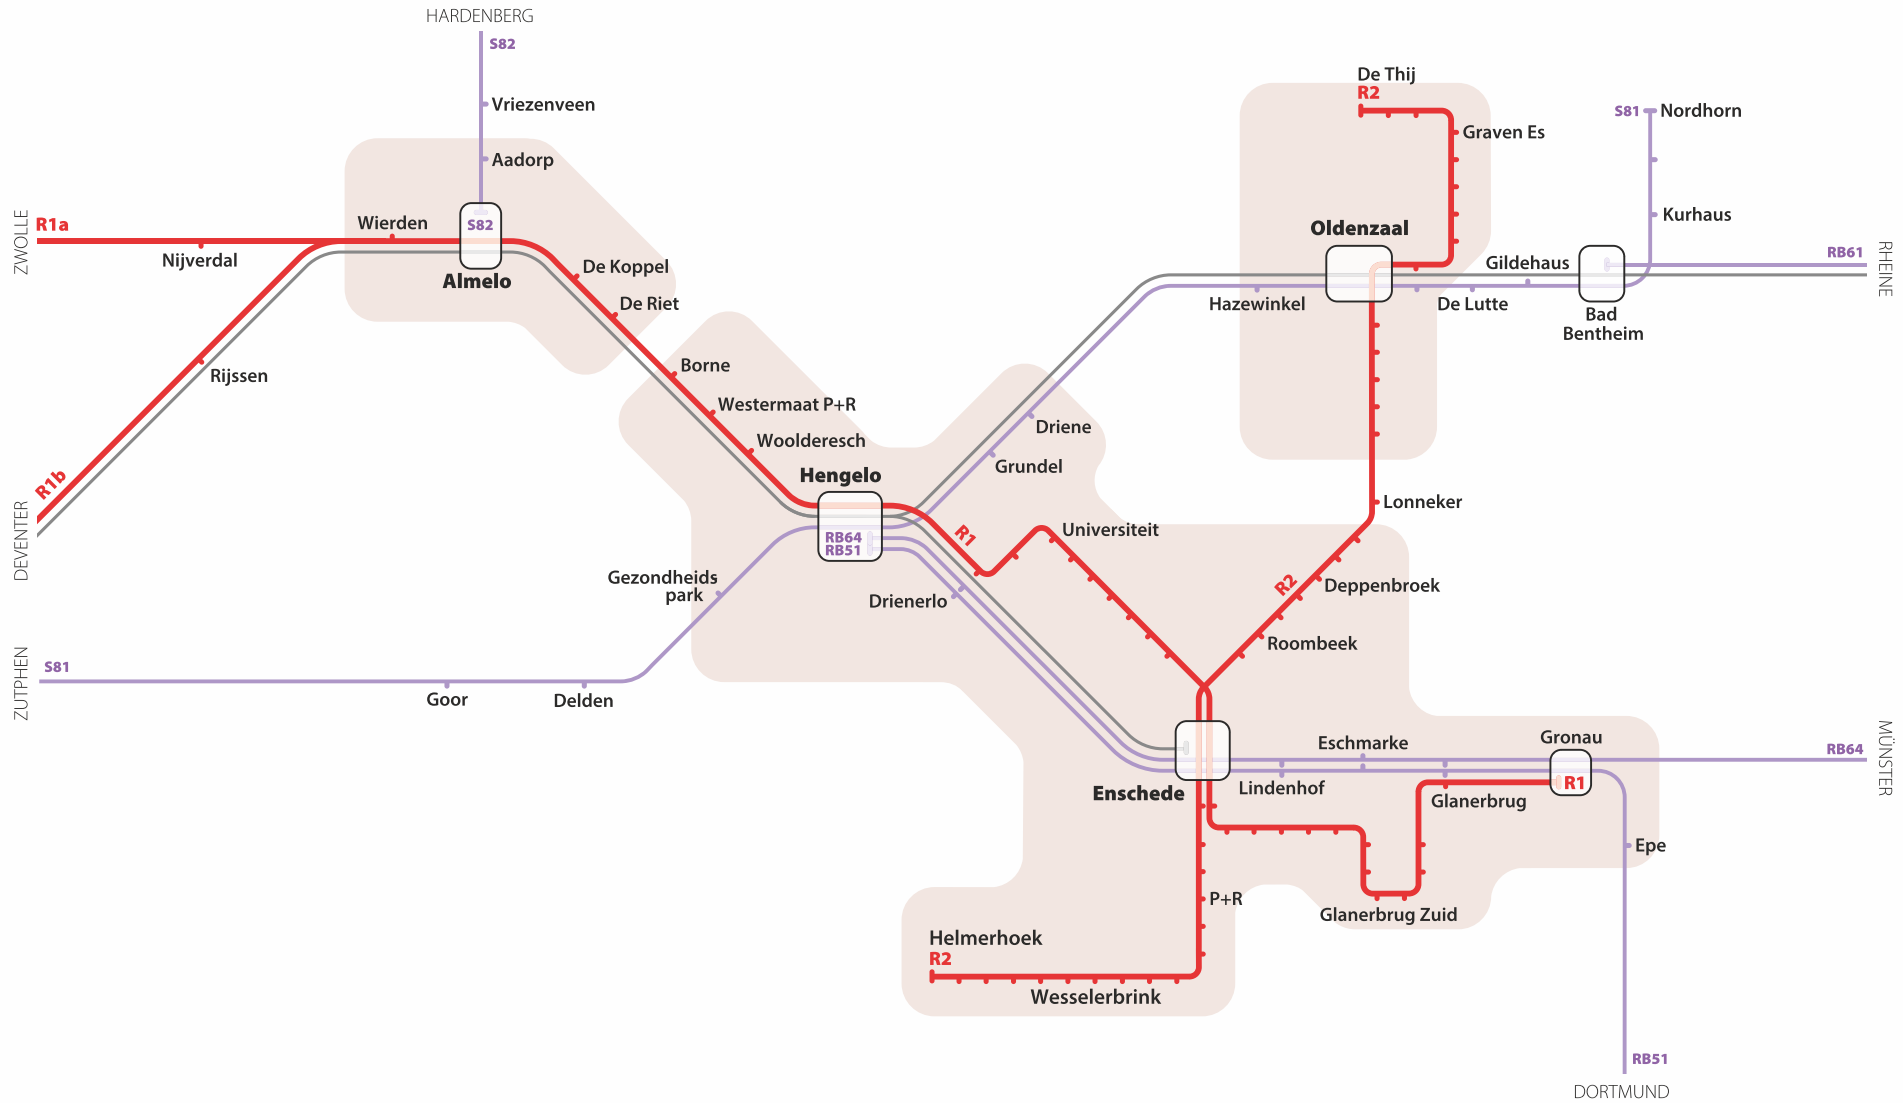 HARDENBERG
S82
Vriezenveen
Aadorp
S82
Wierden
Almelo
R1a
ZWOLLE
Nijverdal
De Koppel
De Riet
Rijssen
Borne
Westermaat P+R
Woolderesch
Hengelo
R1b
DEVENTER
RB64
RB51
Gezondheids
park
ZUTPHEN
S81
Goor
Delden
Drienerlo
R1
Universiteit
Grundel
Driene
De Thij
R2
Graven Es
Oldenzaal
Hazewinkel
De Lutte
Gildehaus
Bad
Bentheim
S81
Nordhorn
Kurhaus
RB61
RHEINE
Lonneker
R2
Deppenbroek
Roombeek
Enschede
Lindenhof
Eschmarke
Glanerbrug
Gronau
R1
RB64
MÜNSTER
Epe
Glanerbrug Zuid
P+R
Helmerhoek
R2
Wesselerbrink
RB51
DORTMUND